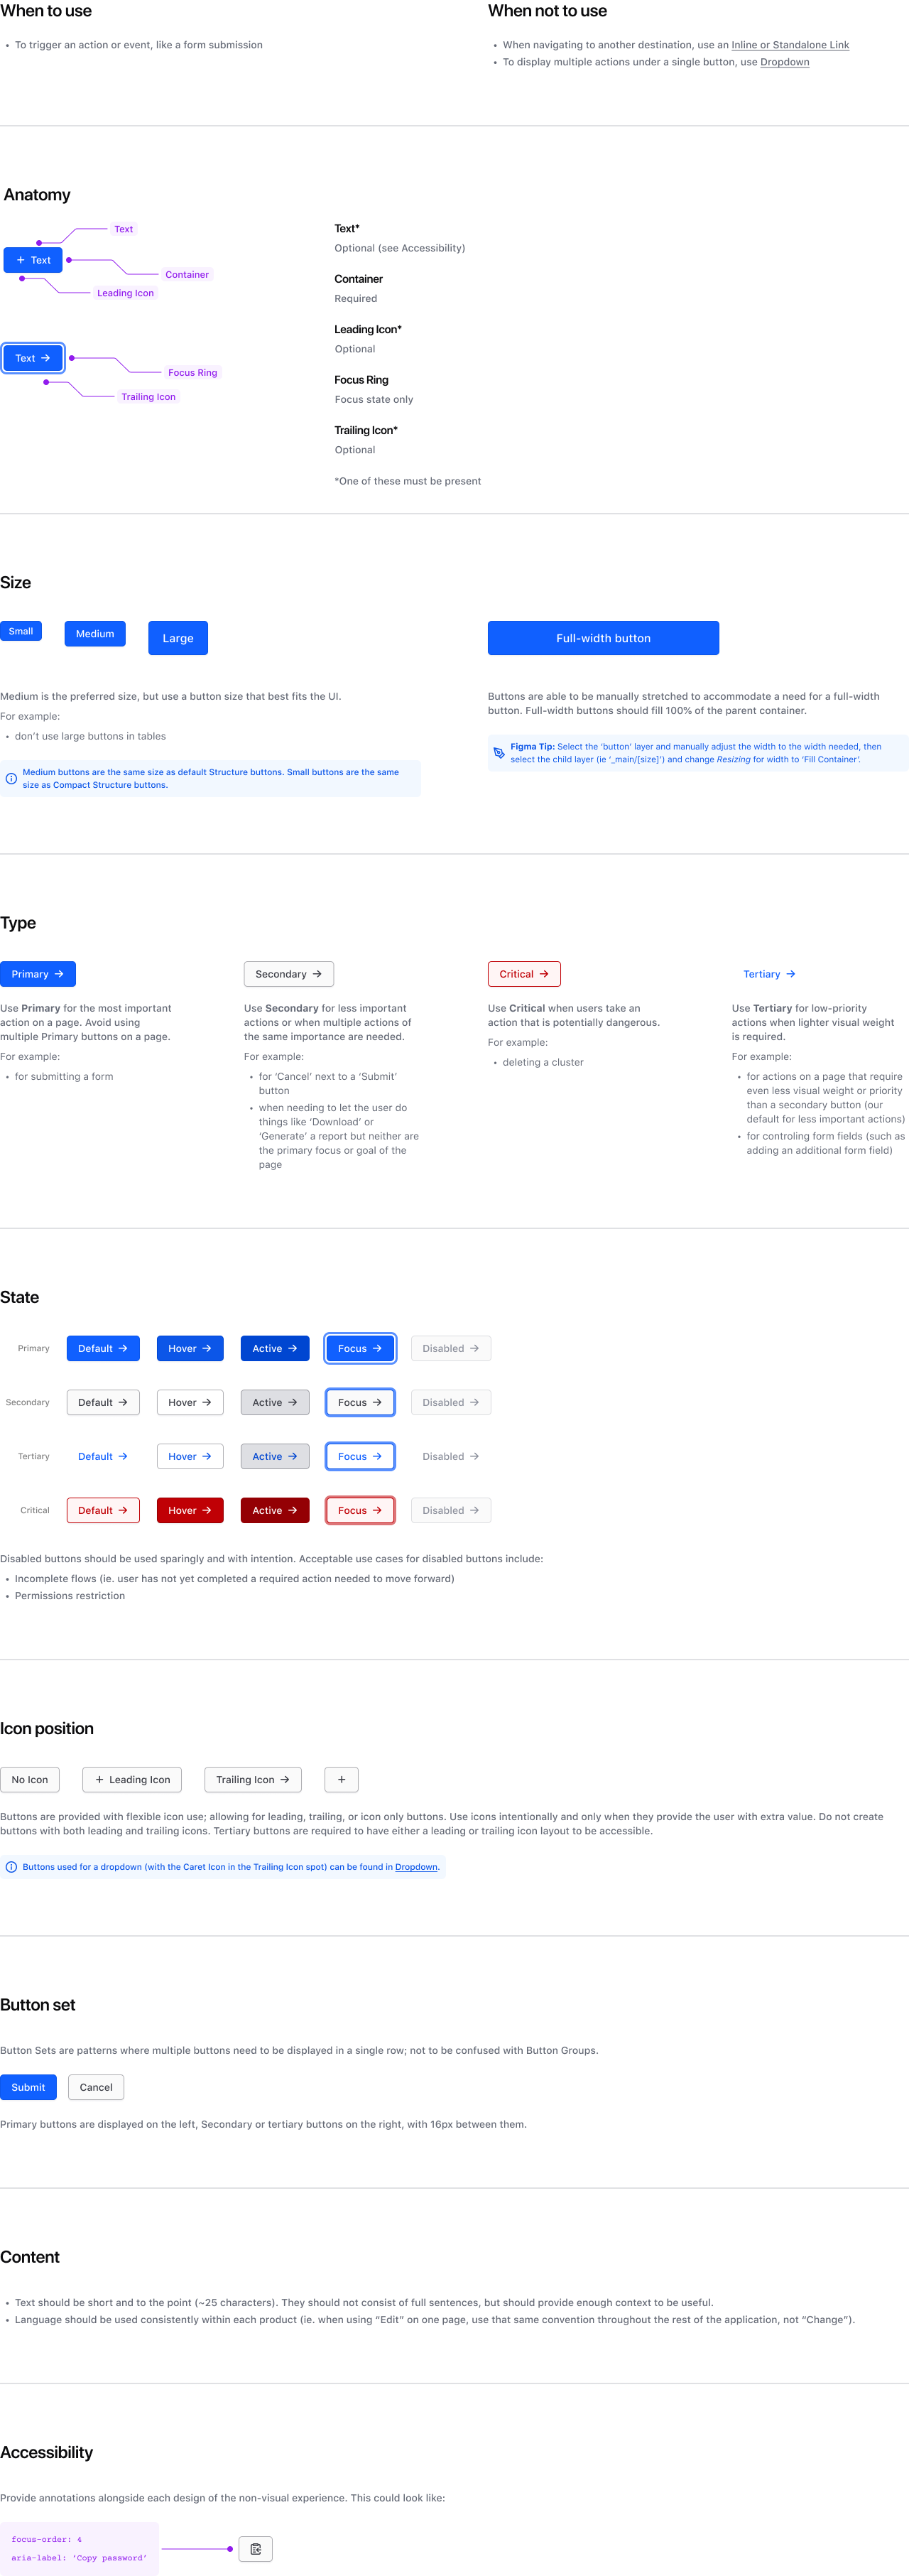 When to use
To trigger an action or event, like a form submission
When not to use
When navigating to another destination, use an Inline or Standalone Link
To display multiple actions under a single button, use Dropdown
Anatomy
Text
Text
Container
Leading Icon
Text
Focus Ring
Trailing Icon
Text*
Optional (see Accessibility)
Container
Required
Leading Icon*
Optional
Focus Ring
Focus state only
Trailing Icon*
Optional
*One of these must be present
Size
Small
Medium
Large
Medium is the preferred size, but use a button size that best fits the UI.
For example:
don’t use large buttons in tables
Medium buttons are the same size as default Structure buttons. Small buttons are the same
size as Compact Structure buttons.
Full-width button
Buttons are able to be manually stretched to accommodate a need for a full-width
button. Full-width buttons should fill 100% of the parent container.
Figma Tip: Select the ‘button’ layer and manually adjust the width to the width needed, then
select the child layer (ie ‘_main/[size]’) and change Resizing for width to ‘Fill Container’.
Type
Primary
Use Primary for the most important
action on a page. Avoid using
multiple Primary buttons on a page.
For example:
for submitting a form
Secondary
Use Secondary for less important
actions or when multiple actions of
the same importance are needed.
For example:
for ‘Cancel’ next to a ‘Submit’
button
when needing to let the user do
things like ‘Download’ or
‘Generate’ a report but neither are
the primary focus or goal of the
page
Critical
Use Critical when users take an
action that is potentially dangerous.
For example:
deleting a cluster
Tertiary
Use Tertiary for low-priority
actions when lighter visual weight
is required.
For example:
for actions on a page that require
even less visual weight or priority
than a secondary button (our
default for less important actions)
for controling form fields (such as
adding an additional form field)
State
Primary Default Hover Active Focus Disabled
Secondary Default Hover Active Focus Disabled
Tertiary Default Hover Active Focus Disabled
Critical Default Hover Active Focus Disabled
Disabled buttons should be used sparingly and with intention. Acceptable use cases for disabled buttons include:
Incomplete flows (ie. user has not yet completed a required action needed to move forward)
Permissions restriction
Icon position
No Icon
Leading Icon
Trailing Icon
Buttons are provided with flexible icon use; allowing for leading, trailing, or icon only buttons. Use icons intentionally and only when they provide the user with extra value. Do not create
buttons with both leading and trailing icons. Tertiary buttons are required to have either a leading or trailing icon layout to be accessible.
Buttons used for a dropdown (with the Caret Icon in the Trailing Icon spot) can be found in Dropdown.
Button set
Button Sets are patterns where multiple buttons need to be displayed in a single row; not to be confused with Button Groups.
Submit
Cancel
Primary buttons are displayed on the left, Secondary or tertiary buttons on the right, with 16px between them.
Content
Text should be short and to the point (~25 characters). They should not consist of full sentences, but should provide enough context to be useful.
Language should be used consistently within each product (ie. when using “Edit” on one page, use that same convention throughout the rest of the application, not “Change”).
Accessibility
Provide annotations alongside each design of the non-visual experience. This could look like:
focus-order: 4
aria-label: ‘Copy password’